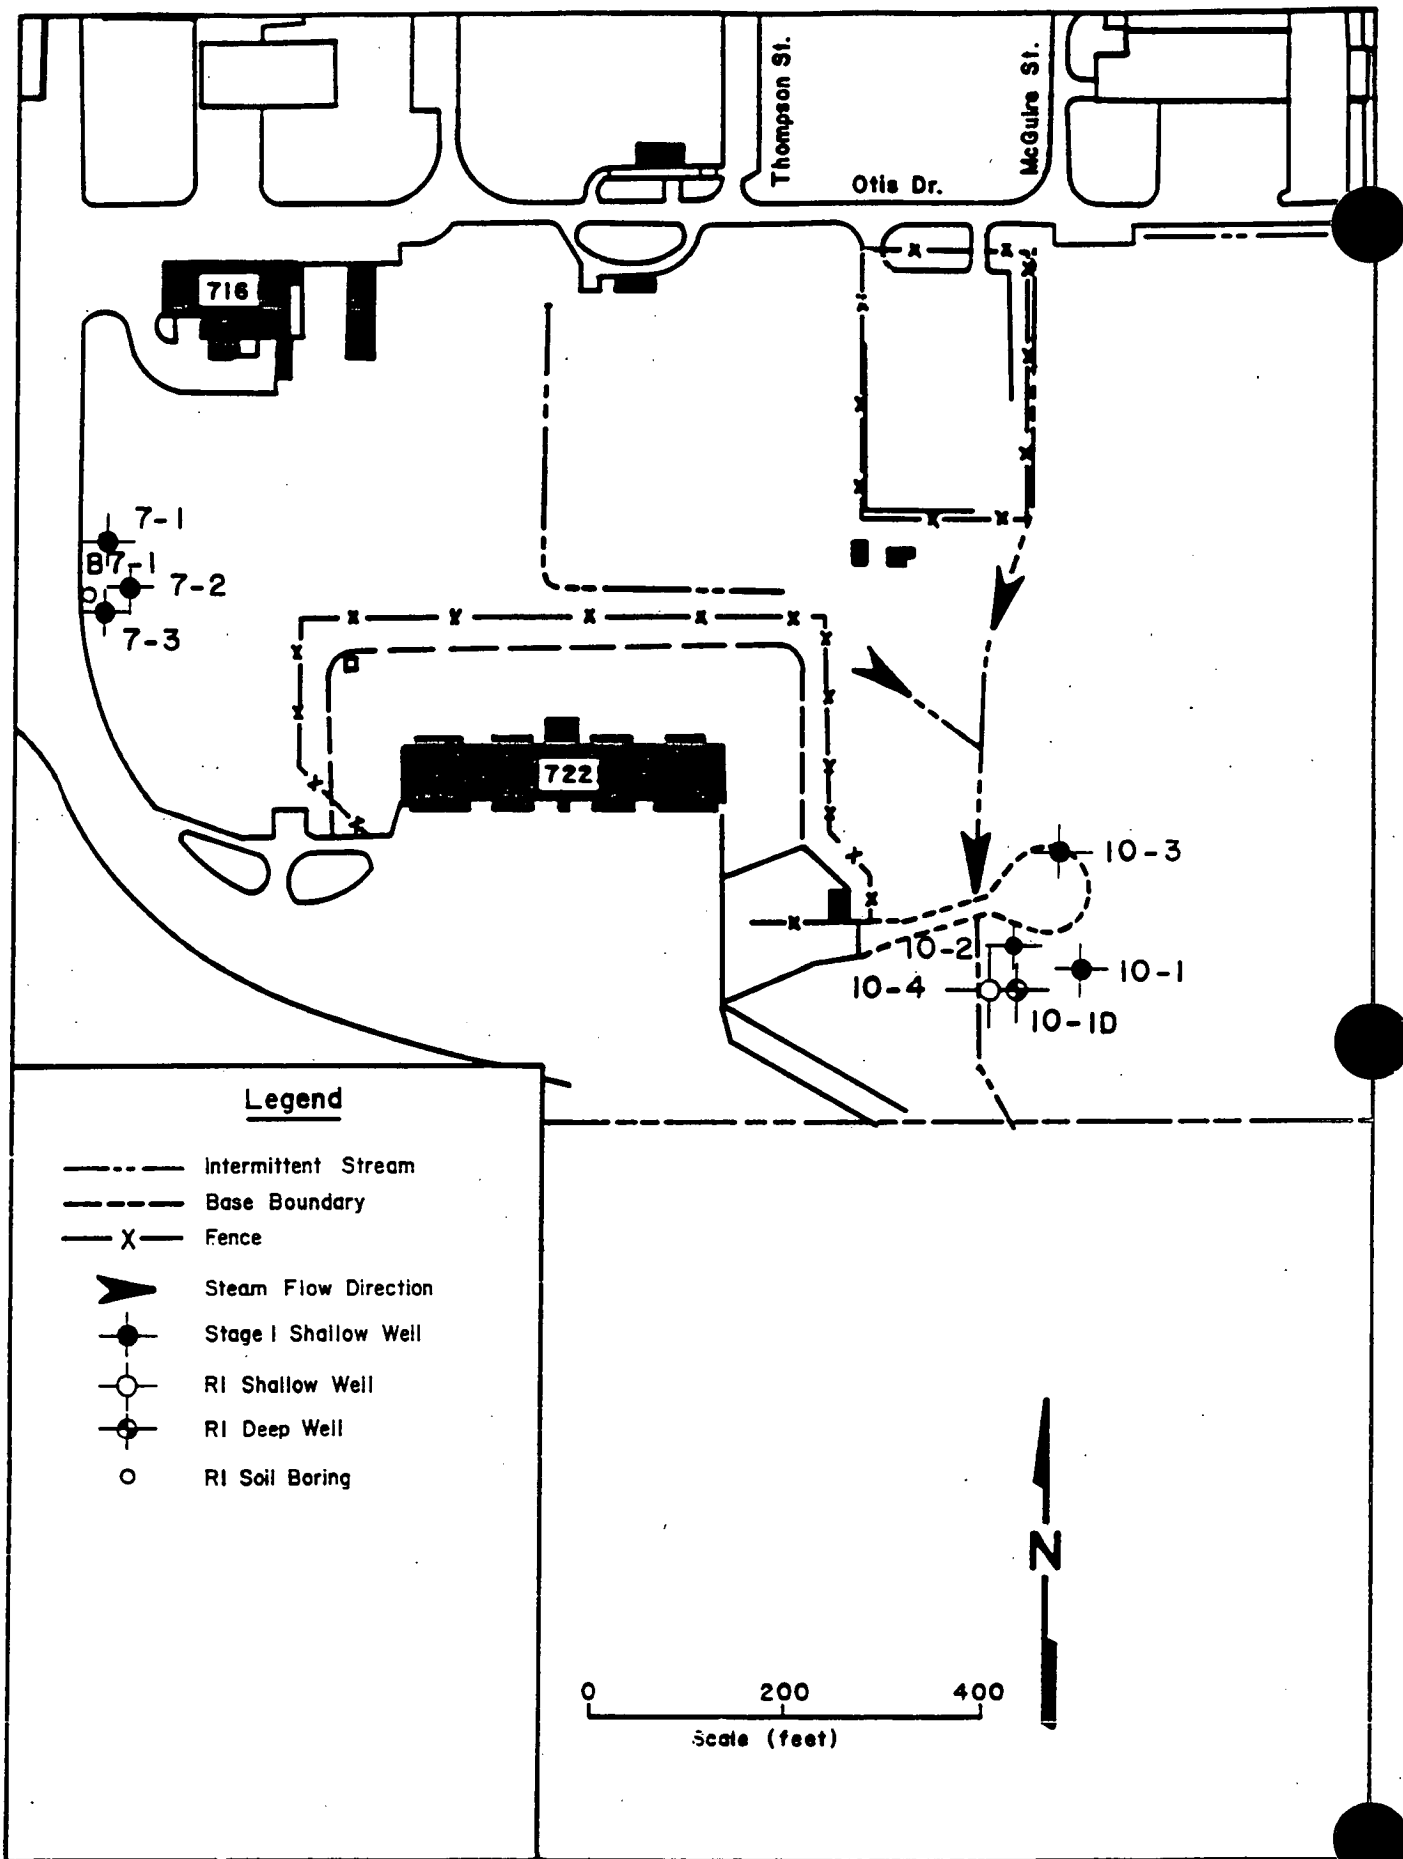 Thompson St.
McGuire St.
Otis Dr.
716
7-1
B7-1
7-2
7-3
722
10-3
10-2
10-1
10-4
10-1D
Legend
Intermittent Stream
Base Boundary
X Fence
Steam Flow Direction
Stage I Shallow Well
RI Shallow Well
RI Deep Well
RI Soil Boring
N
0 200 400
Scale (feet)